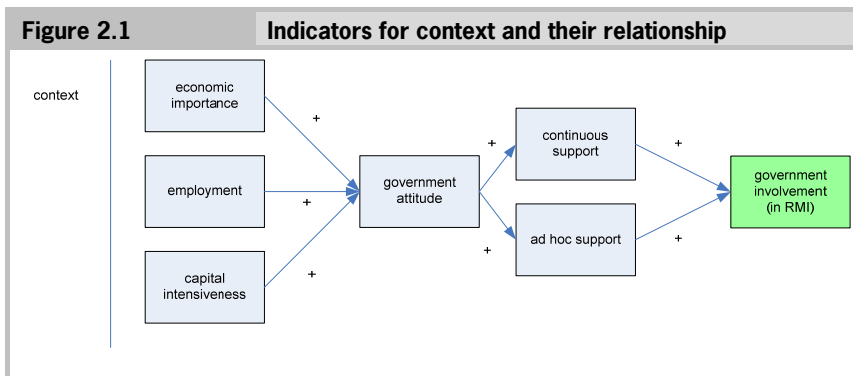 Figure 2.1
Indicators for context and their relationship
context
economic
importance
+
employment
+
capital
intensiveness
+
government
attitude
+
continuous
support
+
+
ad hoc support
+
government
involvement
(in RMI)